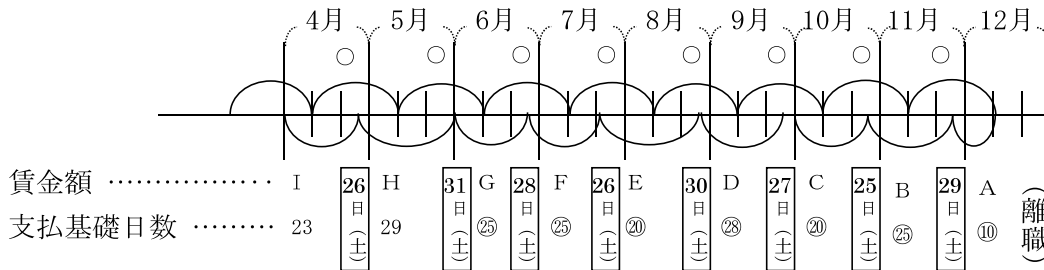 4月 5月 6月 7月 8月 9月 10月 11月 12月
○ ○ ○ ○ ○ ○ ○ ○
賃金額 ……………… I 26日(土) H 31日(土) G 28日(土) F 26日(土) E 30日(土) D 27日(土) C 25日(土) B 29日(土) A (離職)
支払基礎日数 ……… 23 29 ㉕ ㉕ ⑳ ㉘ ⑳ ㉕ ⑩